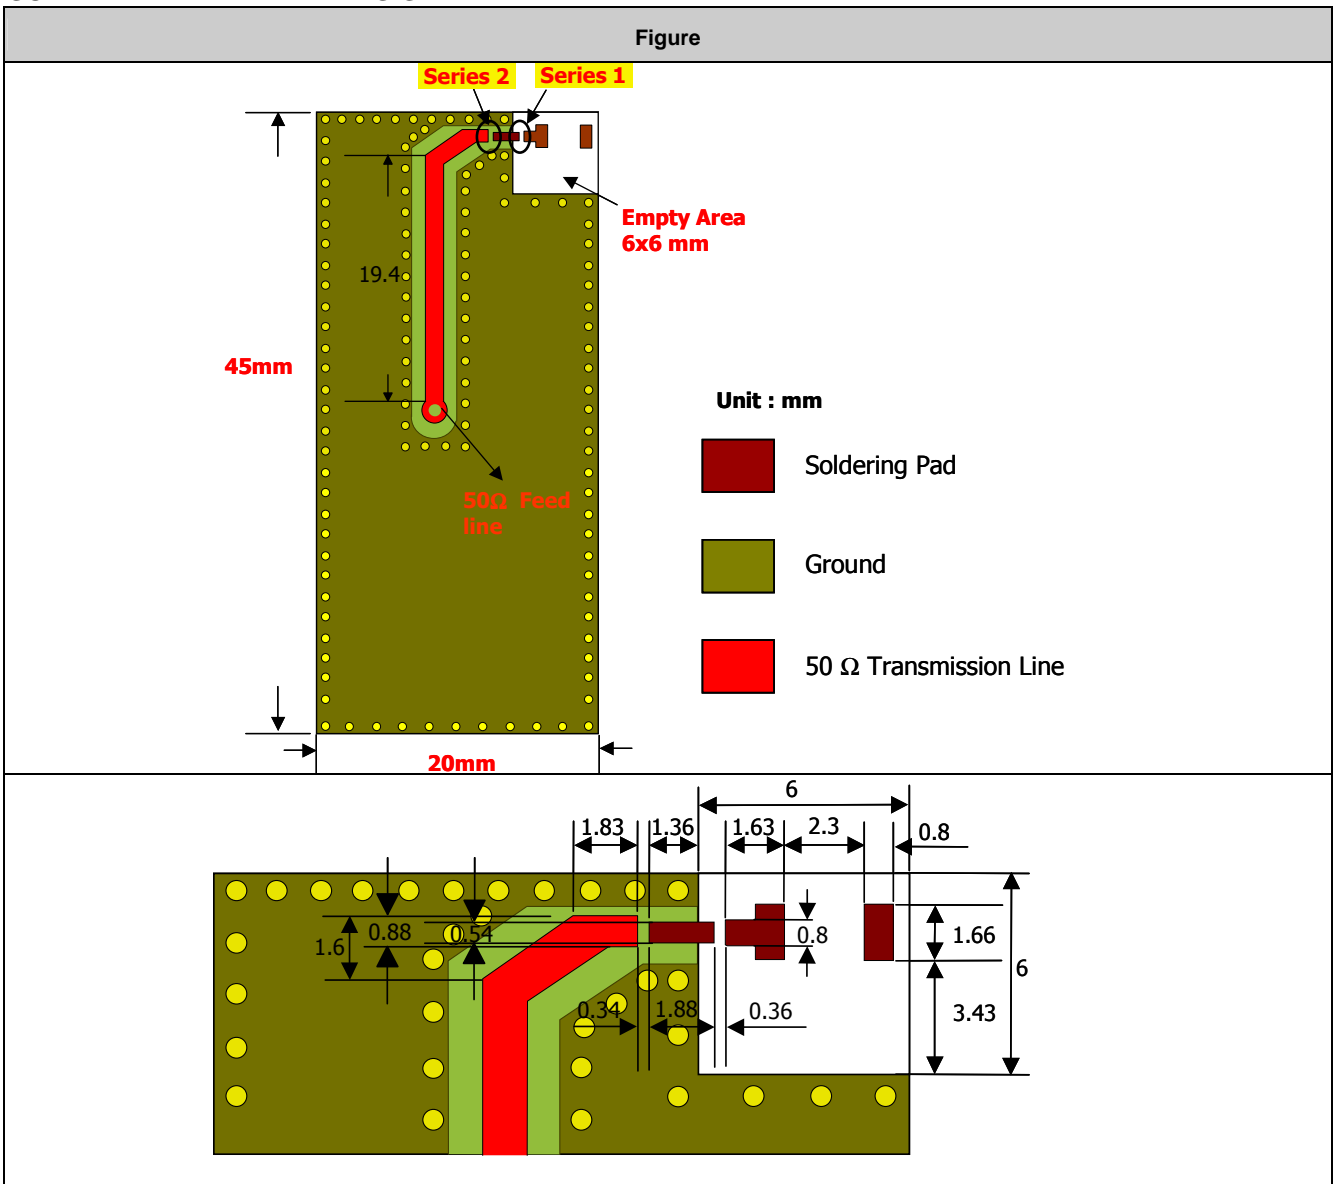 Figure
Series 2
Series 1
Empty Area
6x6 mm
19.4
45mm
50Ω Feed
line
20mm
Unit : mm
Soldering Pad
Ground
50 Ω Transmission Line
6
1.83
1.36
1.63
2.3
0.8
0.88
0.54
1.6
0.8
1.66
6
0.34
1.88
0.36
3.43